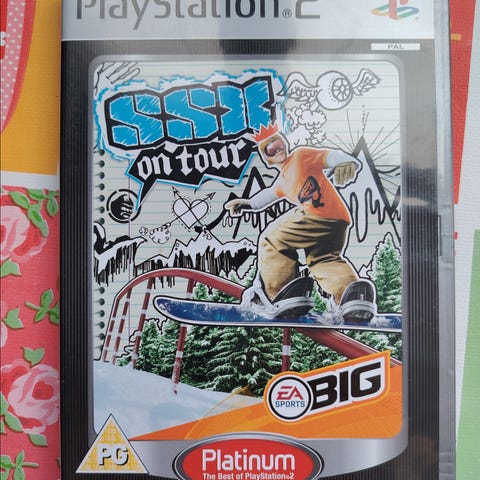 PlayStation®2
PAL
SSX
on tour
EA
SPORTS
BIG
PG
Platinum
The Best of PlayStation®2